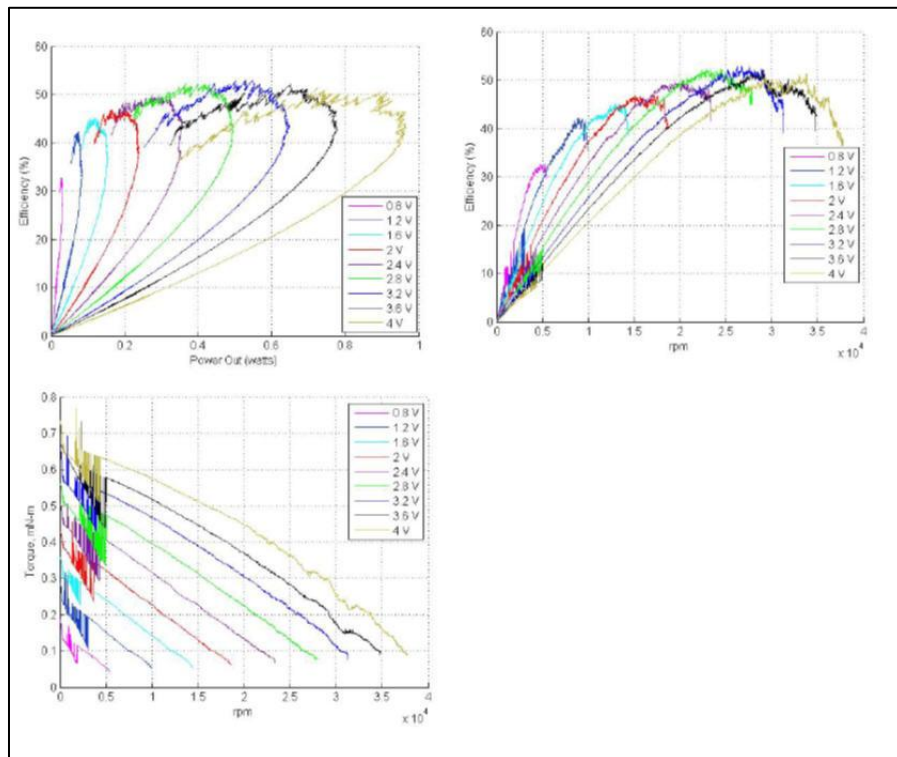 60
50
40
30
20
10
0
0 0.2 0.4 0.6 0.8 1
Efficiency (%)
Power Out (watts)
0.8 V
1.2 V
1.6 V
2 V
2.4 V
2.8 V
3.2 V
3.6 V
4 V
60
50
40
30
20
10
0
0 0.5 1 1.5 2 2.5 3 3.5 4
Efficiency (%)
rpm
x 10^4
0.8 V
1.2 V
1.6 V
2 V
2.4 V
2.8 V
3.2 V
3.6 V
4 V
0.8
0.7
0.6
0.5
0.4
0.3
0.2
0.1
0
0 0.5 1 1.5 2 2.5 3 3.5 4
Torque, mN-m
rpm
x 10^4
0.8 V
1.2 V
1.6 V
2 V
2.4 V
2.8 V
3.2 V
3.6 V
4 V